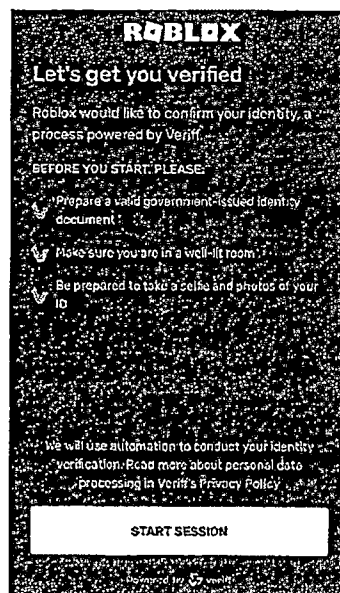 ROBLOX
Let's get you verified
Roblox would like to confirm your identity, a
process powered by Veriff.
BEFORE YOU START, PLEASE:
Prepare a valid government-issued identity
document
Make sure you are in a well-lit room
Be prepared to take a selfie and photos of your
ID
We will use automation to conduct your identity
verification. Read more about personal data
processing in Veriff's Privacy Policy
START SESSION
Powered by veriff